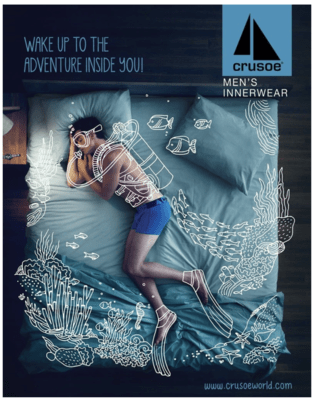 WAKE UP TO THE
ADVENTURE INSIDE YOU!
crusoe
MEN'S
INNERWEAR
www.crusoeworld.com